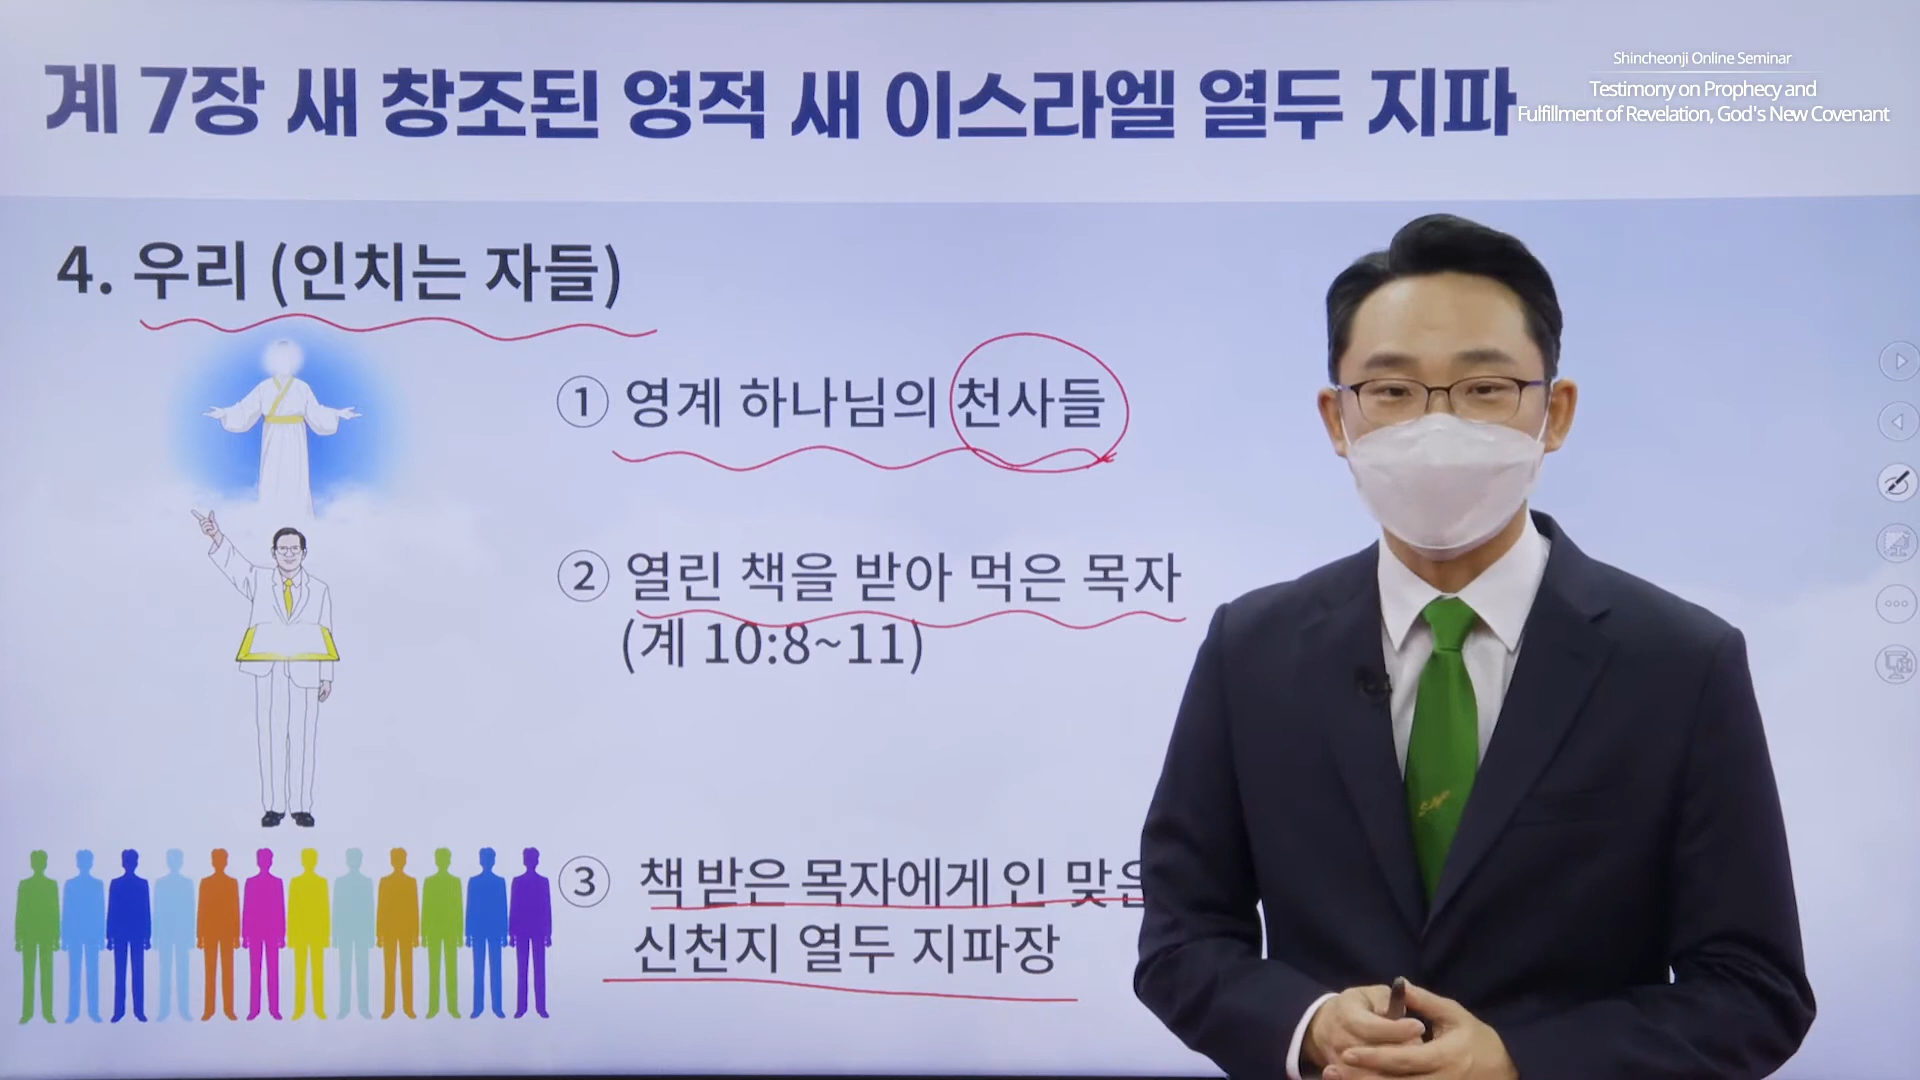 계 7장 새 창조된 영적 새 이스라엘 열두 지파
Shincheonji Online Seminar
Testimony on Prophecy and
Fulfillment of Revelation, God's New Covenant
4. 우리 (인치는 자들)
① 영계 하나님의 천사들
② 열린 책을 받아 먹은 목자
(계 10:8~11)
③ 책 받은 목자에게 인 맞은
신천지 열두 지파장